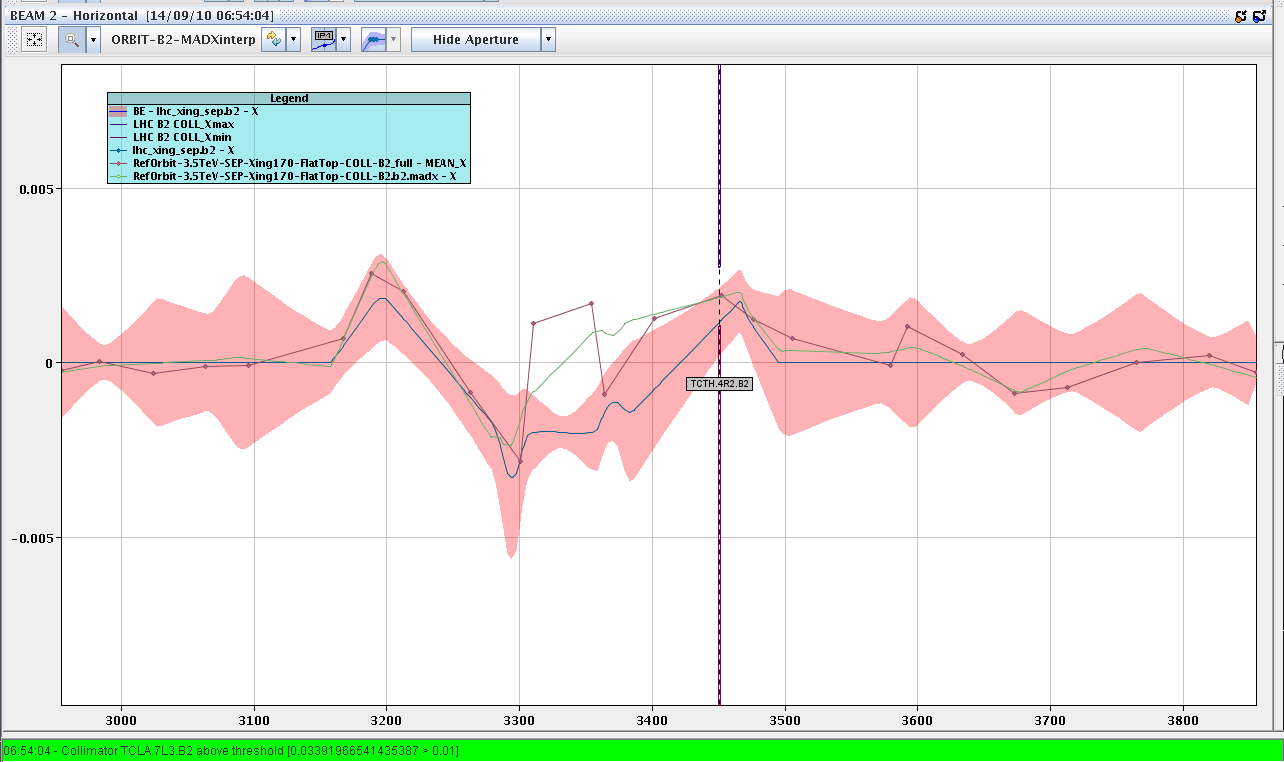 BEAM 2 - Horizontal [14/09/10 06:54:04]
ORBIT-B2-MADXinterp
IP4
Hide Aperture
Legend
BE - lhc_xing_sep.b2 - X
LHC B2 COLL_Xmax
LHC B2 COLL_Xmin
lhc_xing_sep.b2 - X
RefOrbit-3.5TeV-SEP-Xing170-FlatTop-COLL-B2_full - MEAN_X
RefOrbit-3.5TeV-SEP-Xing170-FlatTop-COLL-B2.b2.madx - X
0.005
0
TCTH.4R2.B2
-0.005
3000 3100 3200 3300 3400 3500 3600 3700 3800
06:54:04 - Collimator TCLA.7L3.B2 above threshold [0.03391966541435387 > 0.01]